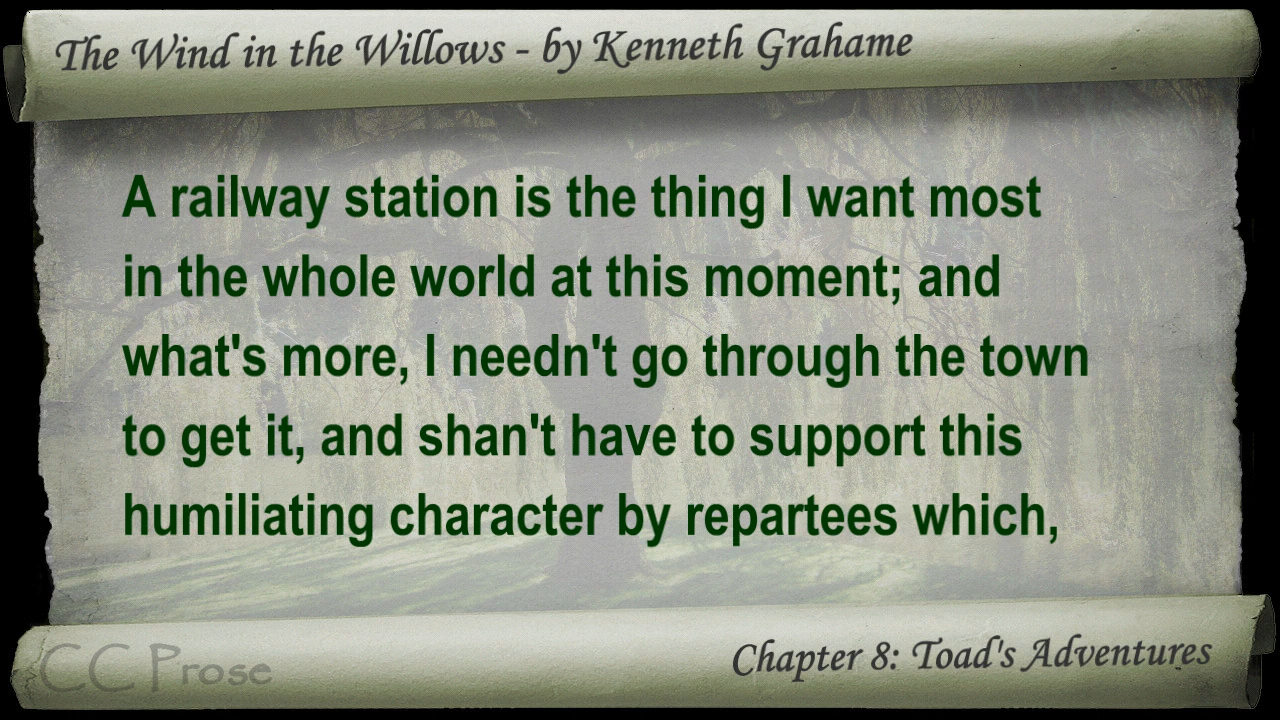 The Wind in the Willows - by Kenneth Grahame
A railway station is the thing I want most
in the whole world at this moment; and
what's more, I needn't go through the town
to get it, and shan't have to support this
humiliating character by repartees which,
CC Prose
Chapter 8: Toad's Adventures